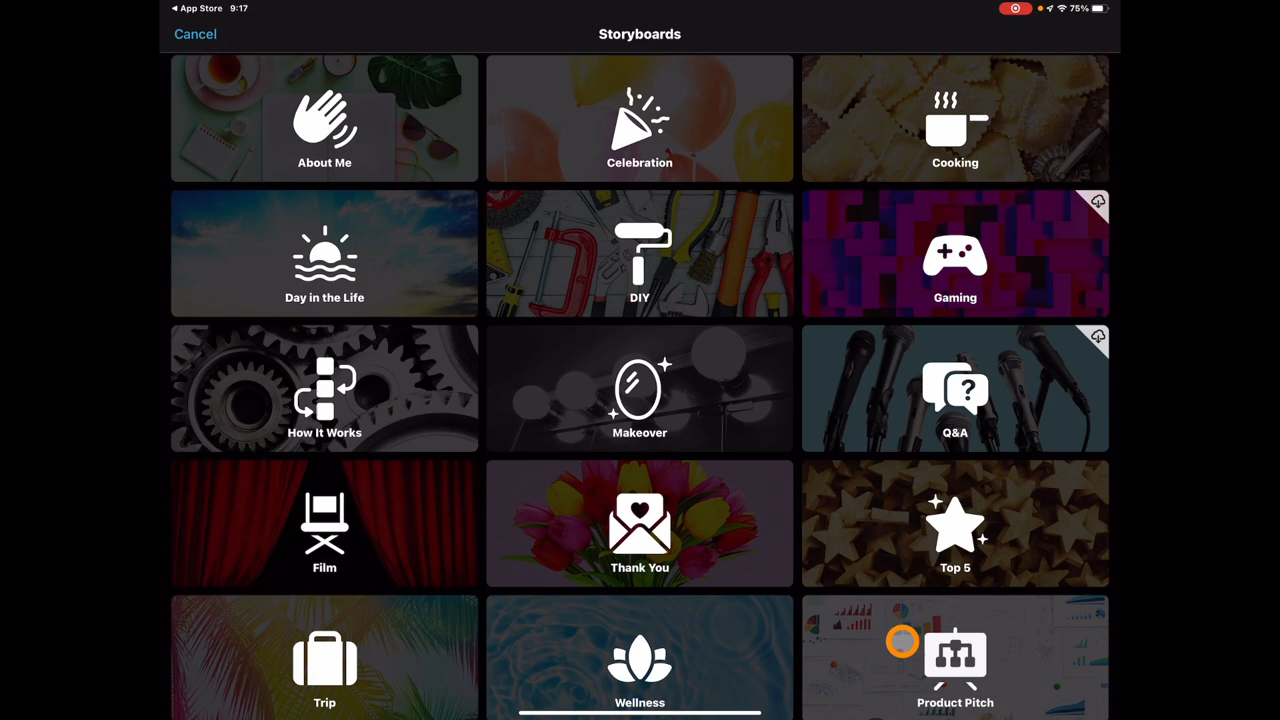 App Store 9:17
75%
Cancel
Storyboards
About Me
Celebration
Cooking
Day in the Life
DIY
Gaming
How It Works
Makeover
Q&A
Film
Thank You
Top 5
Trip
Wellness
Product Pitch